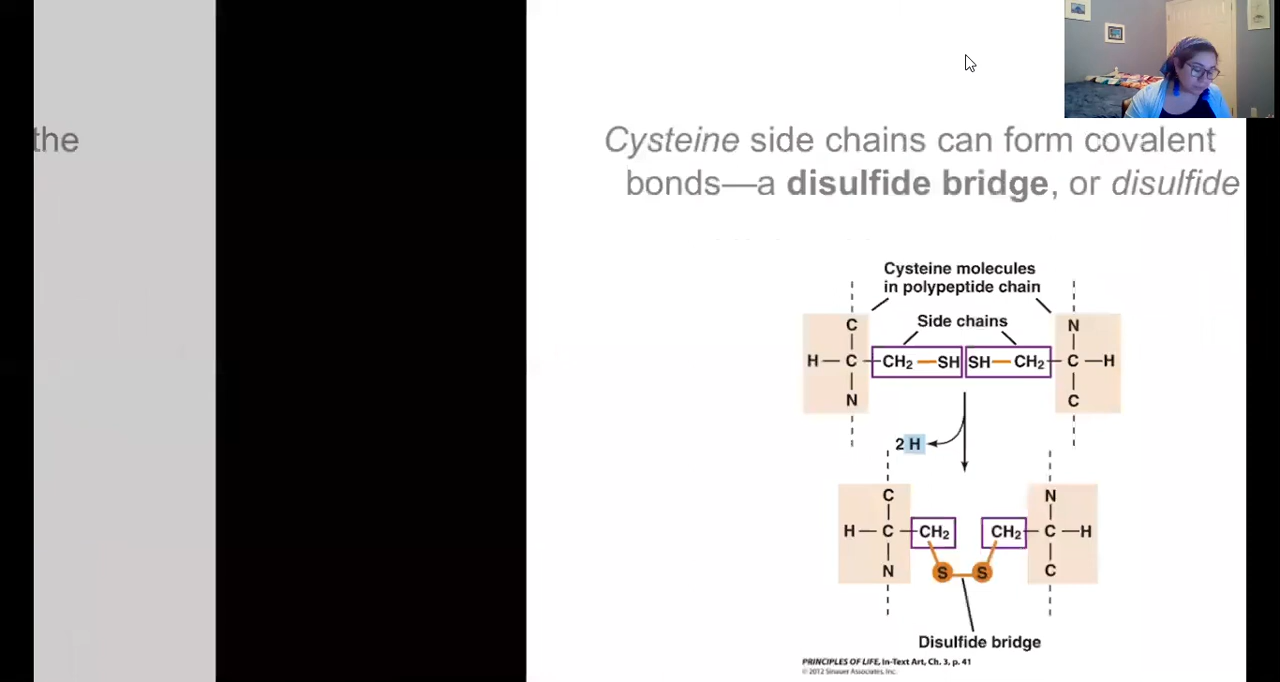 the
Cysteine side chains can form covalent
bonds—a disulfide bridge, or disulfide
Cysteine molecules
in polypeptide chain
Side chains
C N
H C CH₂ SH SH CH₂ C H
N C
2 H
C N
H C CH₂ CH₂ C H
N S S C
Disulfide bridge
PRINCIPLES OF LIFE, In-Text Art, Ch. 3, p. 41
© 2012 Sinauer Associates, Inc.